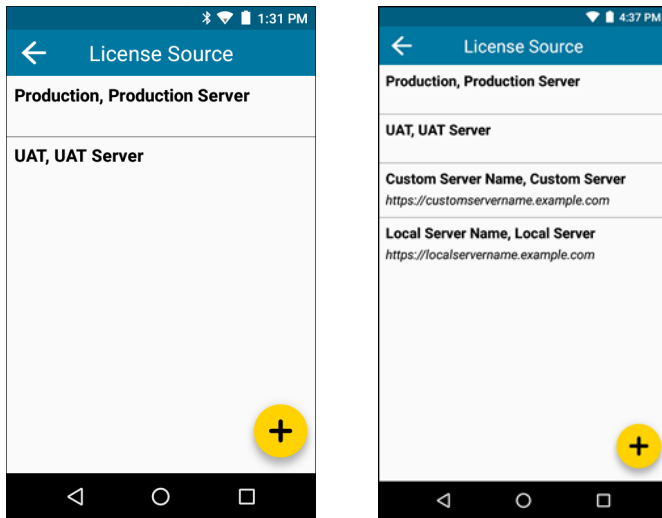 1:31 PM
License Source
Production, Production Server
UAT, UAT Server
4:37 PM
License Source
Production, Production Server
UAT, UAT Server
Custom Server Name, Custom Server
https://customservername.example.com
Local Server Name, Local Server
https://localservername.example.com